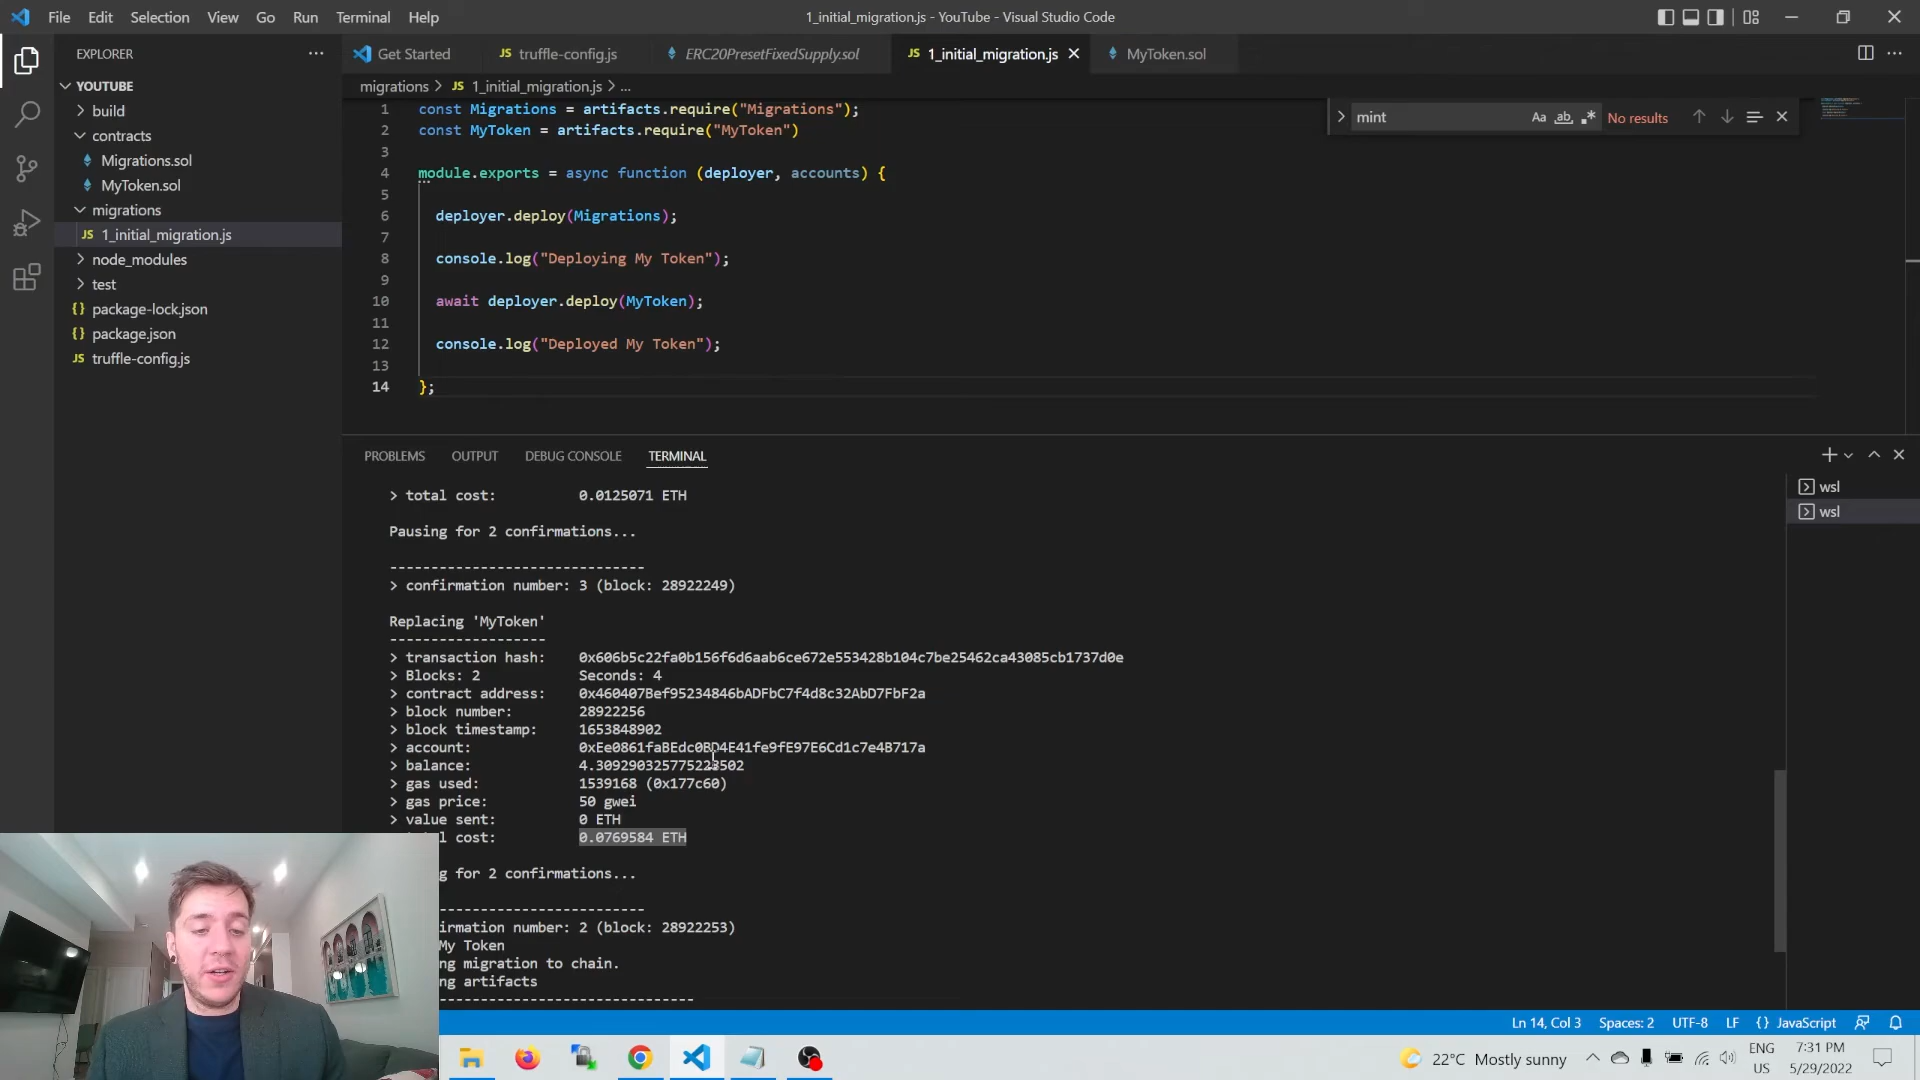 File Edit Selection View Go Run Terminal Help
1_initial_migration.js - YouTube - Visual Studio Code
EXPLORER
YOUTUBE
build
contracts
Migrations.sol
MyToken.sol
migrations
JS 1_initial_migration.js
node_modules
test
{} package-lock.json
{} package.json
JS truffle-config.js
Get Started
JS truffle-config.js
ERC20PresetFixedSupply.sol
JS 1_initial_migration.js
MyToken.sol
migrations > JS 1_initial_migration.js > ...
mint
Aa ab .*
No results
1 const Migrations = artifacts.require("Migrations");
2 const MyToken = artifacts.require("MyToken")
3
4 module.exports = async function (deployer, accounts) {
5
6 deployer.deploy(Migrations);
7
8 console.log("Deploying My Token");
9
10 await deployer.deploy(MyToken);
11
12 console.log("Deployed My Token");
13
14 };
PROBLEMS OUTPUT DEBUG CONSOLE TERMINAL
wsl
wsl
> total cost: 0.0125071 ETH
Pausing for 2 confirmations...
------------------------------
> confirmation number: 3 (block: 28922249)
Replacing 'MyToken'
-------------------
> transaction hash: 0x606b5c22fa0b156f6d6aab6ce672e553428b104c7be25462ca43085cb1737d0e
> Blocks: 2 Seconds: 4
> contract address: 0x460407Bef95234846bADFbC7f4d8c32AbD7FbF2a
> block number: 28922256
> block timestamp: 1653848902
> account: 0xEe0861faBEdc0BD4E41fe9fE97E6Cd1c7e4B717a
> balance: 4.309290325775223502
> gas used: 1539168 (0x177c60)
> gas price: 50 gwei
> value sent: 0 ETH
l cost: 0.0769584 ETH
g for 2 confirmations...
-------------------------
irmation number: 2 (block: 28922253)
My Token
ng migration to chain.
ng artifacts
-------------------------------
Ln 14, Col 3 Spaces: 2 UTF-8 LF {} JavaScript
22°C Mostly sunny
ENG
US
7:31 PM
5/29/2022